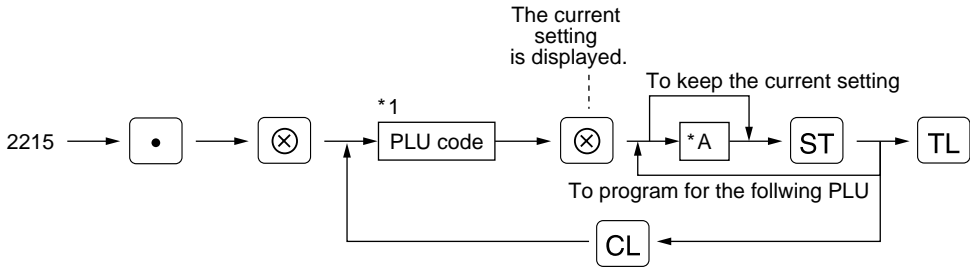 The current
setting
is displayed.
To keep the current setting
*1
2215 • ⊗ PLU code ⊗ *A ST TL
To program for the follwing PLU
CL